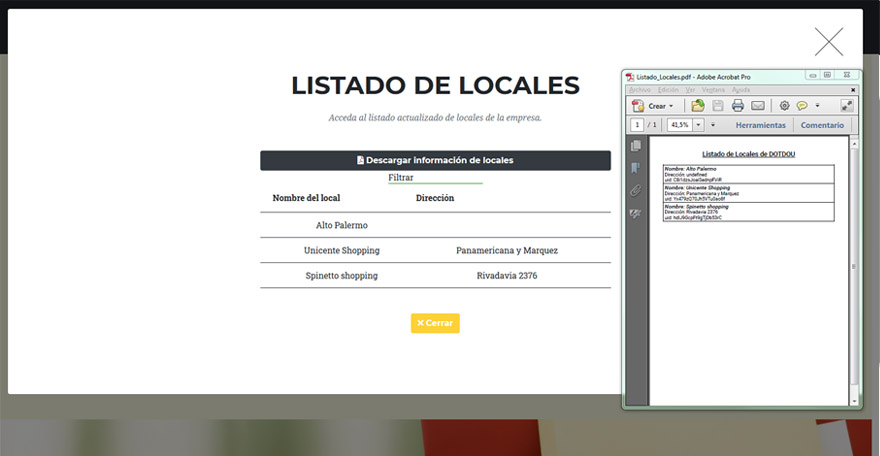 LISTADO DE LOCALES
Acceda al listado actualizado de locales de la empresa.
Descargar información de locales
Filtrar
Nombre del local Dirección
Alto Palermo
Unicente Shopping Panamericana y Marquez
Spinetto shopping Rivadavia 2376
Cerrar
Listado_Locales.pdf - Adobe Acrobat Pro
Archivo Edición Ver Ventana Ayuda
Crear
1 / 1 41,5% Herramientas Comentario
Listado de Locales de DOTDOU
Nombre: Alto Palermo
Dirección: undefined
uid:
Nombre: Unicente Shopping
Dirección: Panamericana y Marquez
uid:
Nombre: Spinetto shopping
Dirección: Rivadavia 2376
uid: